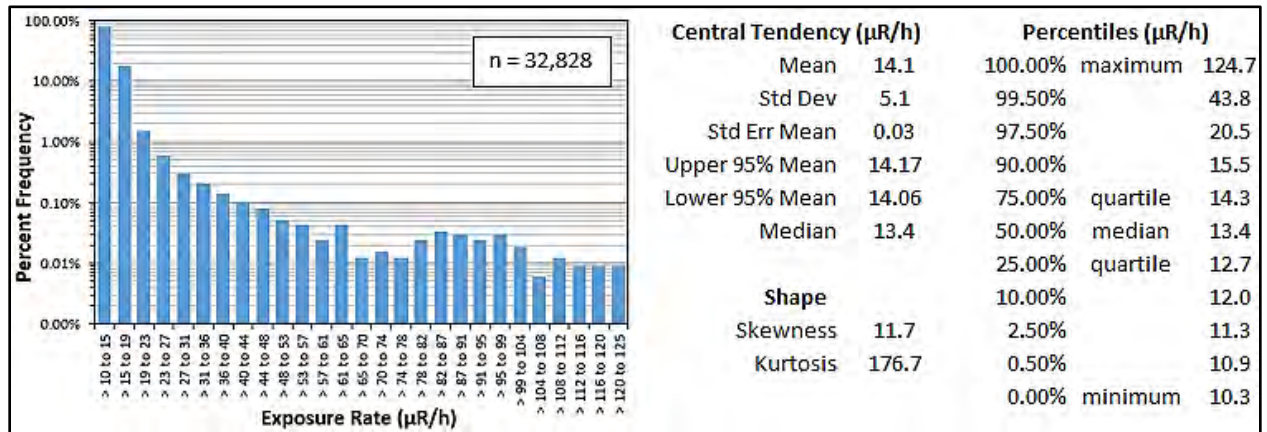 100.00%
10.00%
1.00%
0.10%
0.01%
0.00%
Percent Frequency
n = 32,828
> 10 to 15
> 15 to 19
> 19 to 23
> 23 to 27
> 27 to 31
> 31 to 36
> 36 to 40
> 40 to 44
> 44 to 48
> 48 to 53
> 53 to 57
> 57 to 61
> 61 to 65
> 65 to 70
> 70 to 74
> 74 to 78
> 78 to 82
> 82 to 87
> 87 to 91
> 91 to 95
> 95 to 99
> 99 to 104
> 104 to 108
> 108 to 112
> 112 to 116
> 116 to 120
> 120 to 125
Exposure Rate (µR/h)
Central Tendency (µR/h)
Mean 14.1
Std Dev 5.1
Std Err Mean 0.03
Upper 95% Mean 14.17
Lower 95% Mean 14.06
Median 13.4
Shape
Skewness 11.7
Kurtosis 176.7
Percentiles (µR/h)
100.00% maximum 124.7
99.50% 43.8
97.50% 20.5
90.00% 15.5
75.00% quartile 14.3
50.00% median 13.4
25.00% quartile 12.7
10.00% 12.0
2.50% 11.3
0.50% 10.9
0.00% minimum 10.3